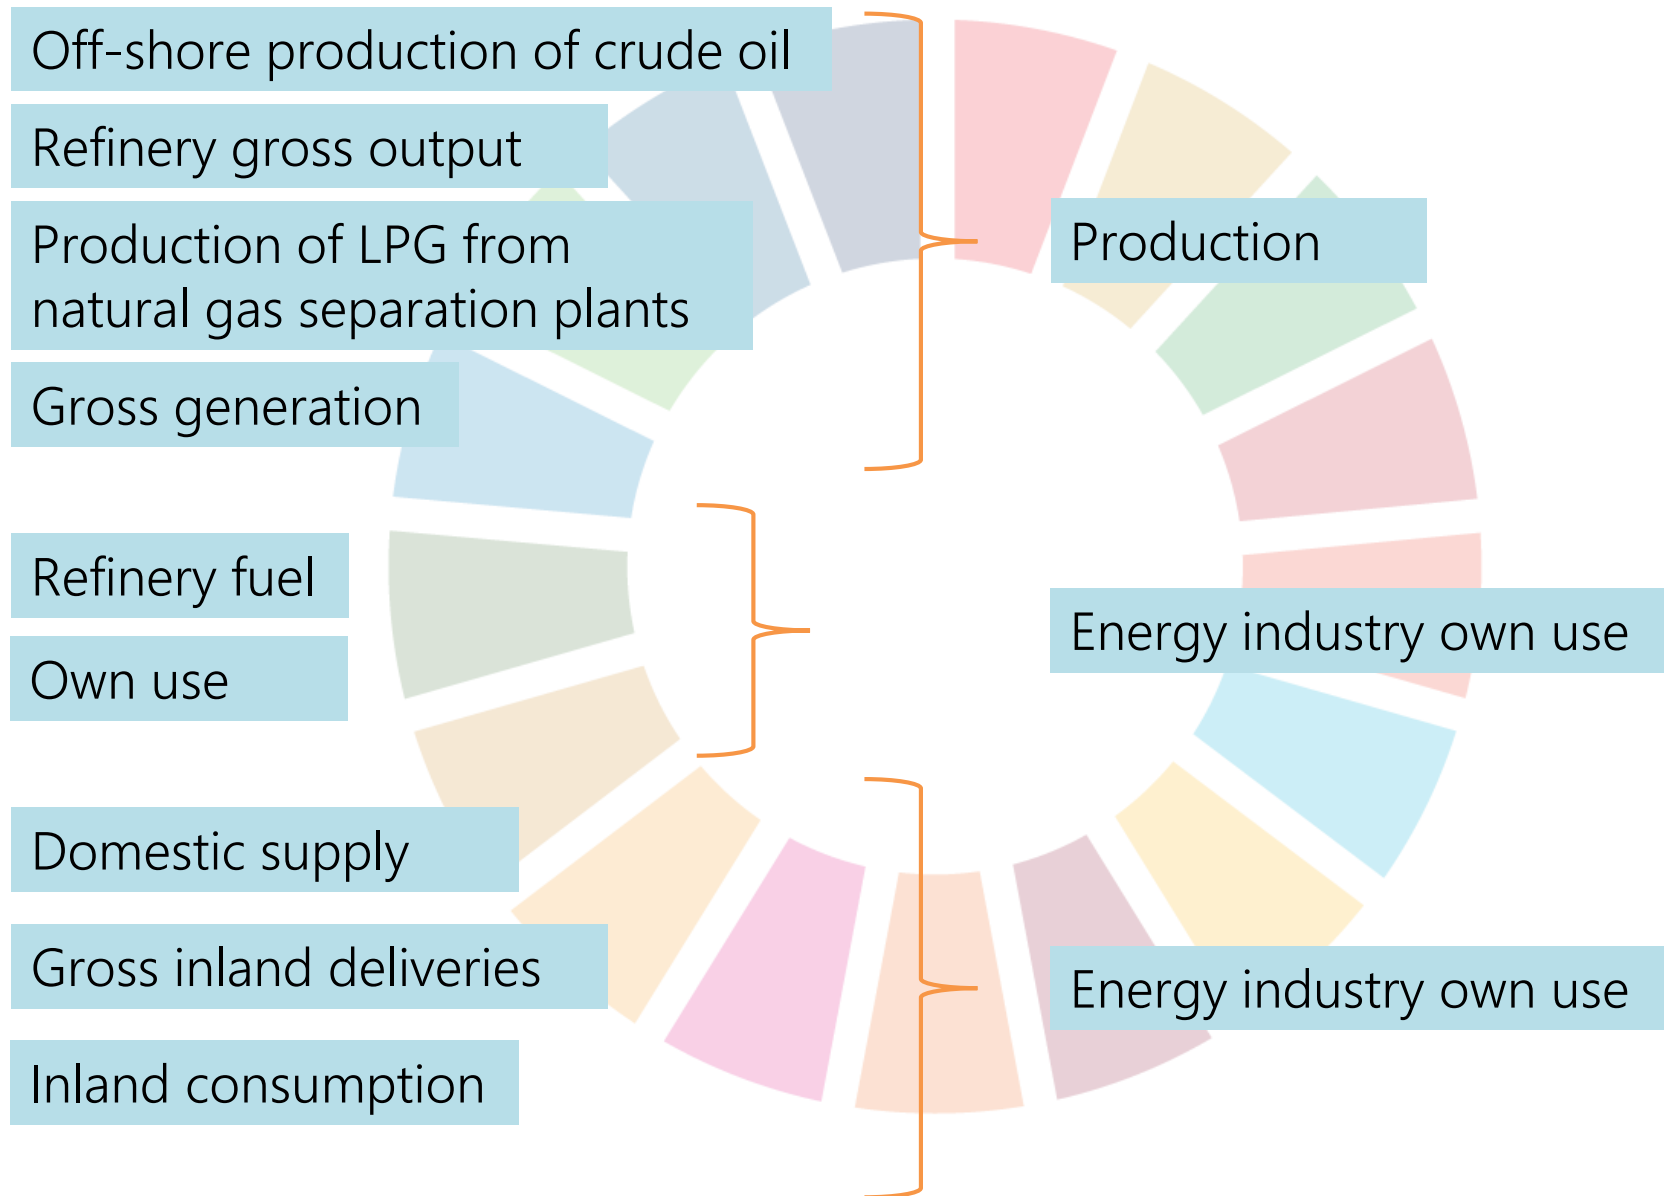 Off-shore production of crude oil
Refinery gross output
Production of LPG from
natural gas separation plants
Gross generation
Production
Refinery fuel
Own use
Energy industry own use
Domestic supply
Gross inland deliveries
Inland consumption
Energy industry own use